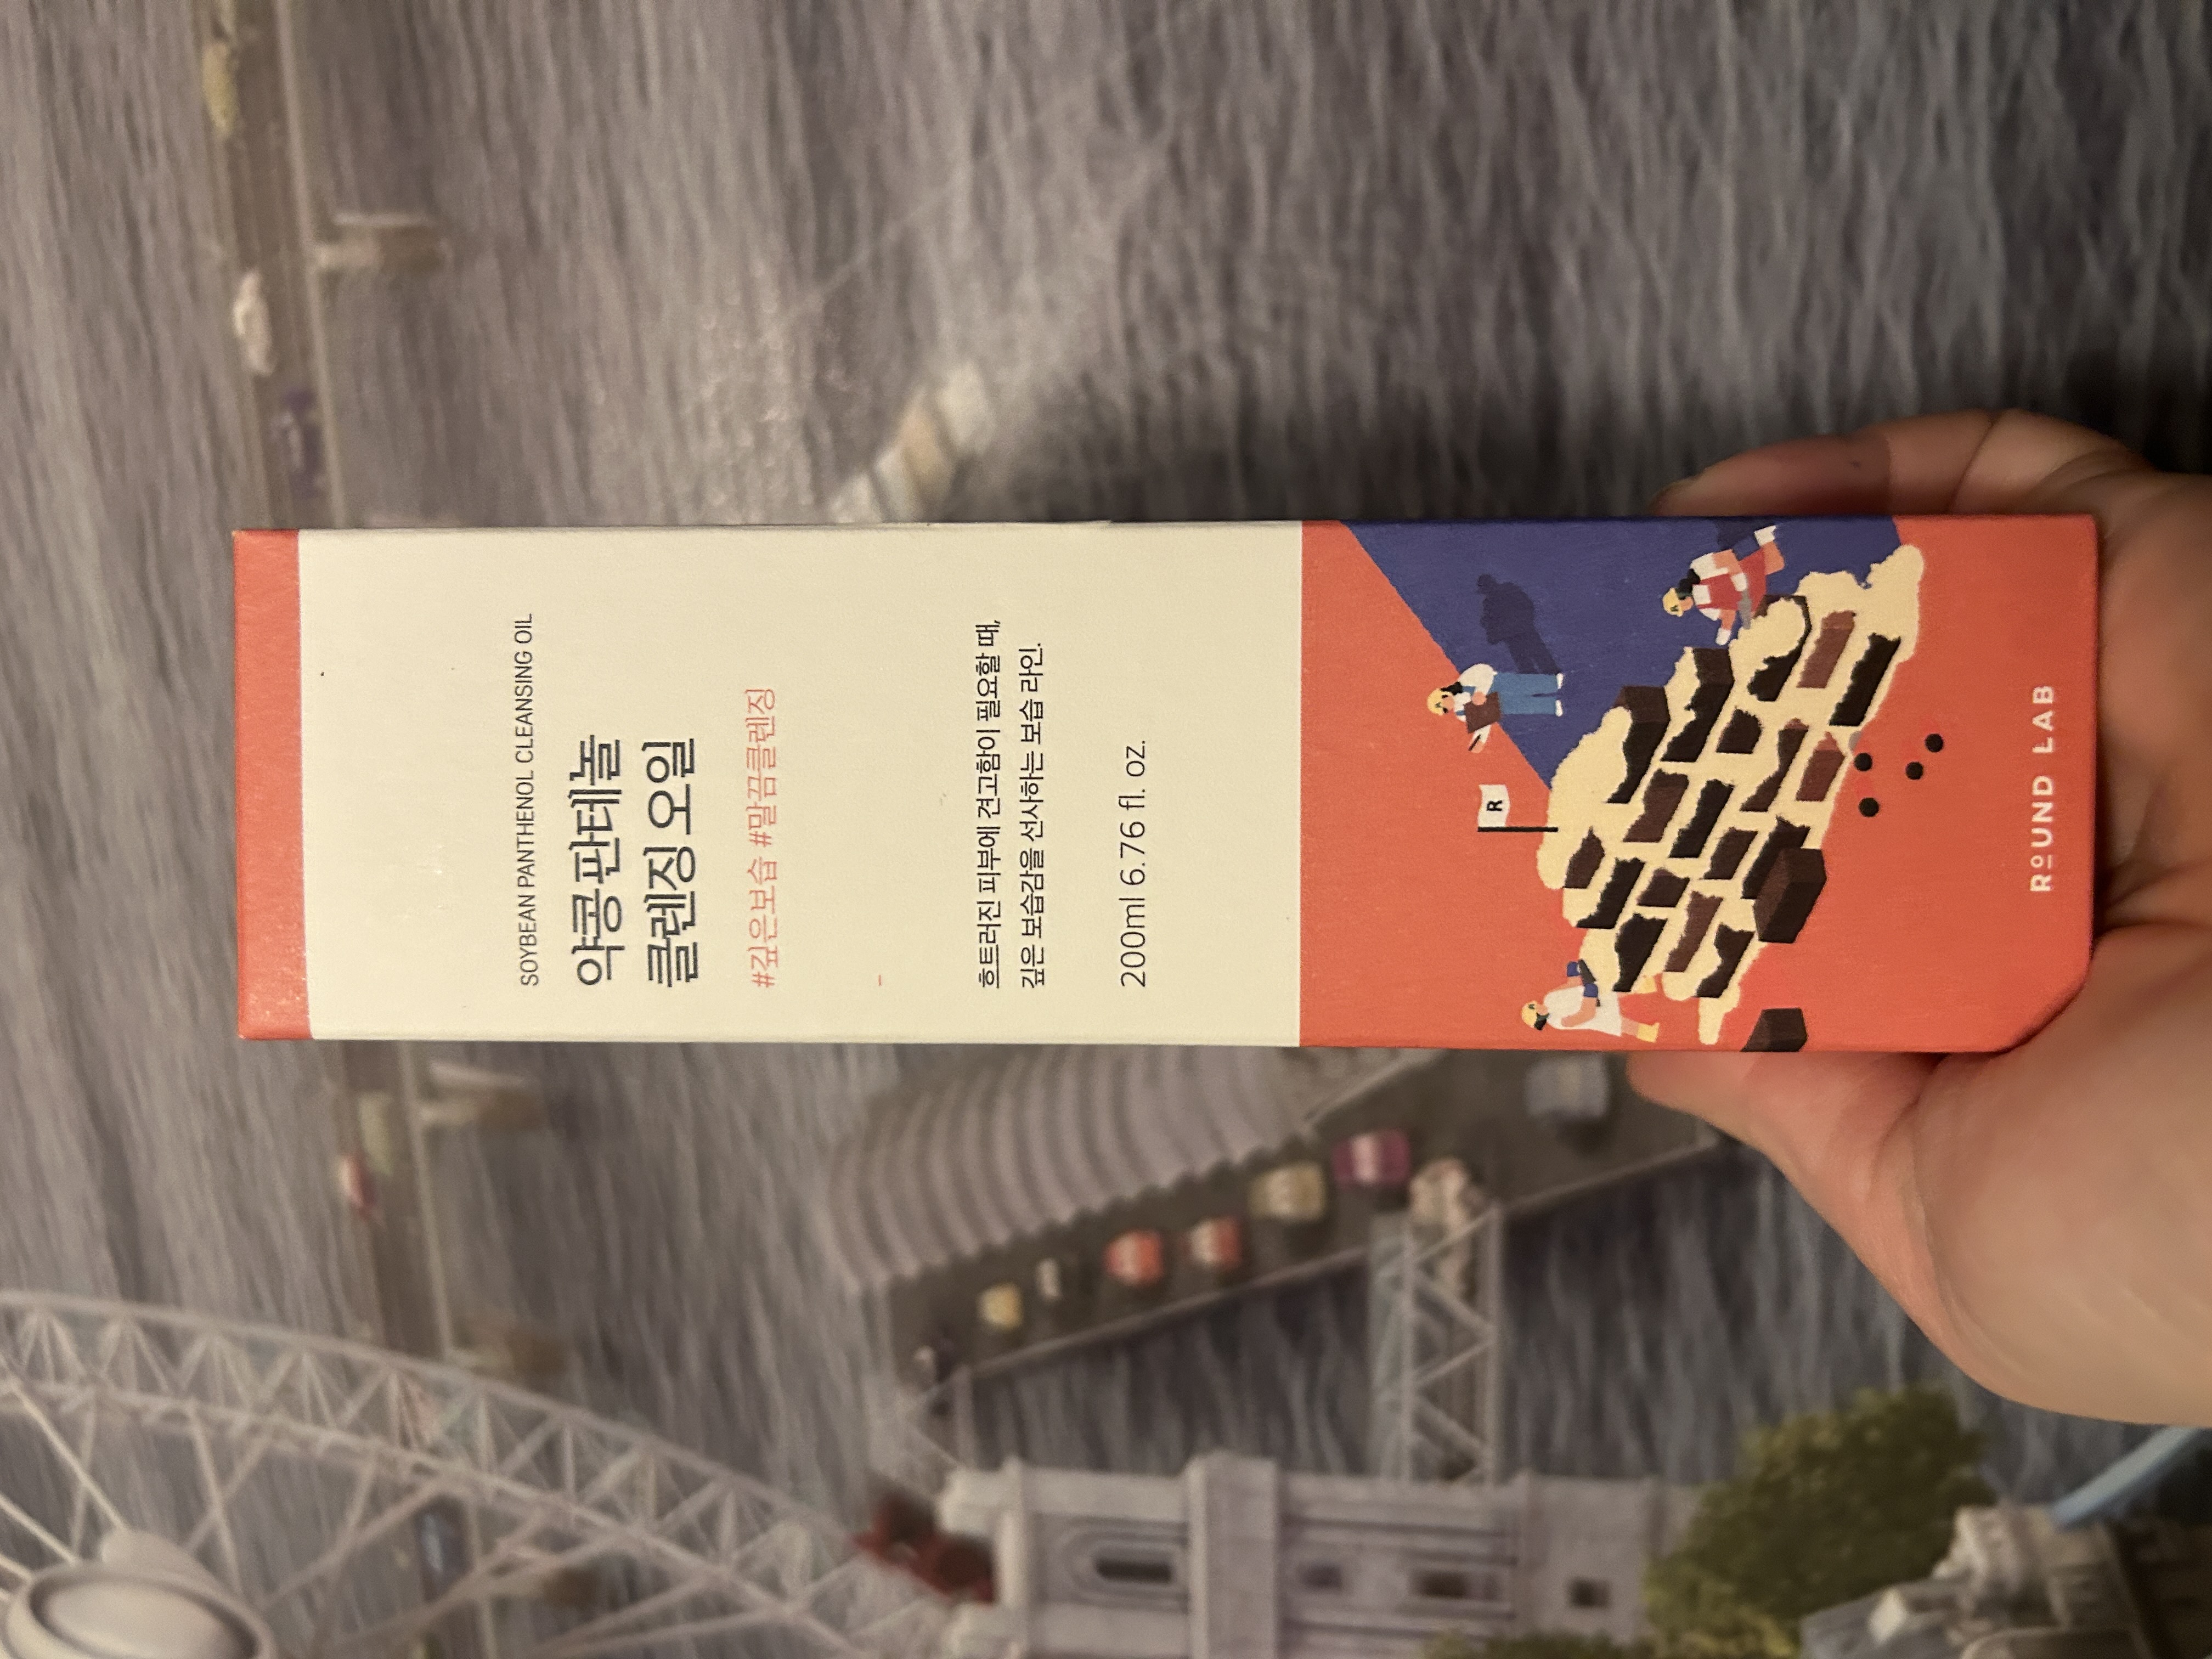 SOYBEAN PANTHENOL CLEANSING OIL
약콩판테놀
클렌징 오일
#깊은보습 #말끔클렌징
흐트러진 피부에 견고함이 필요할 때,
깊은 보습감을 선사하는 보습 라인.
200ml 6.76 fl. oz.
R
ROUND LAB